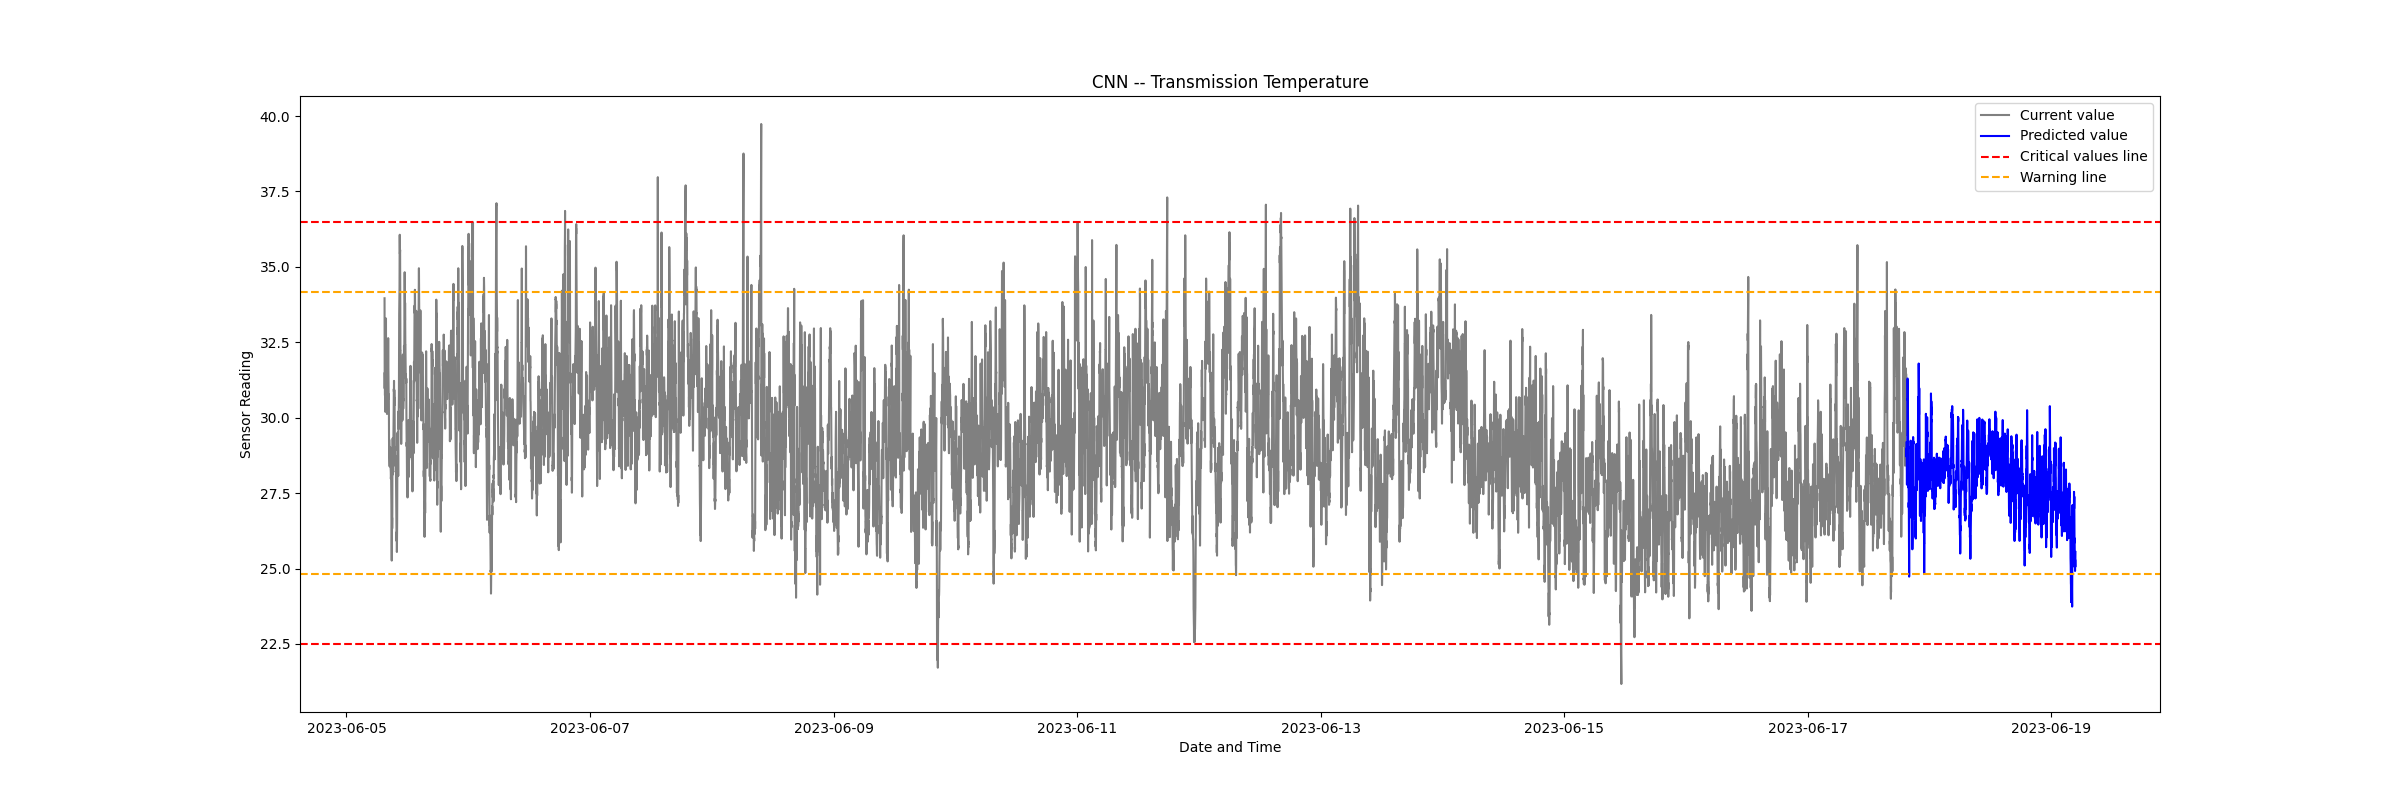 CNN -- Transmission Temperature
Current value
Predicted value
Critical values line
Warning line
40.0
37.5
35.0
32.5
30.0
27.5
25.0
22.5
Sensor Reading
2023-06-05
2023-06-07
2023-06-09
2023-06-11
2023-06-13
2023-06-15
2023-06-17
2023-06-19
Date and Time